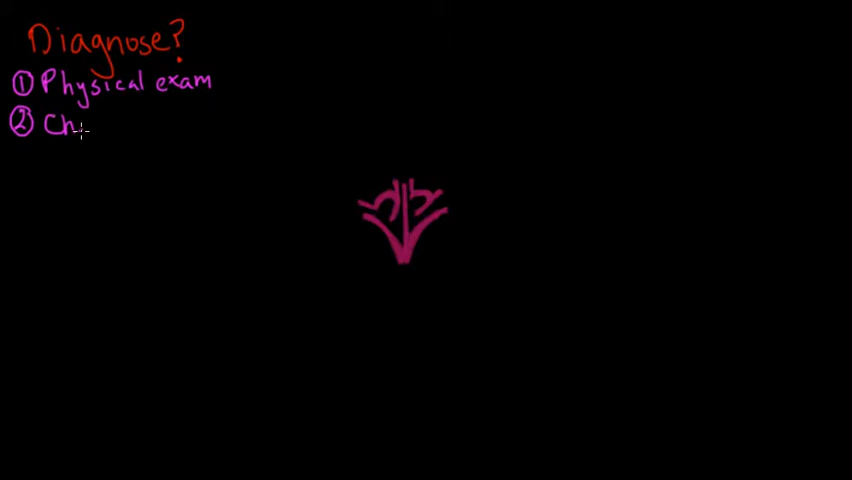 Diagnose?
① Physical exam
② Ch